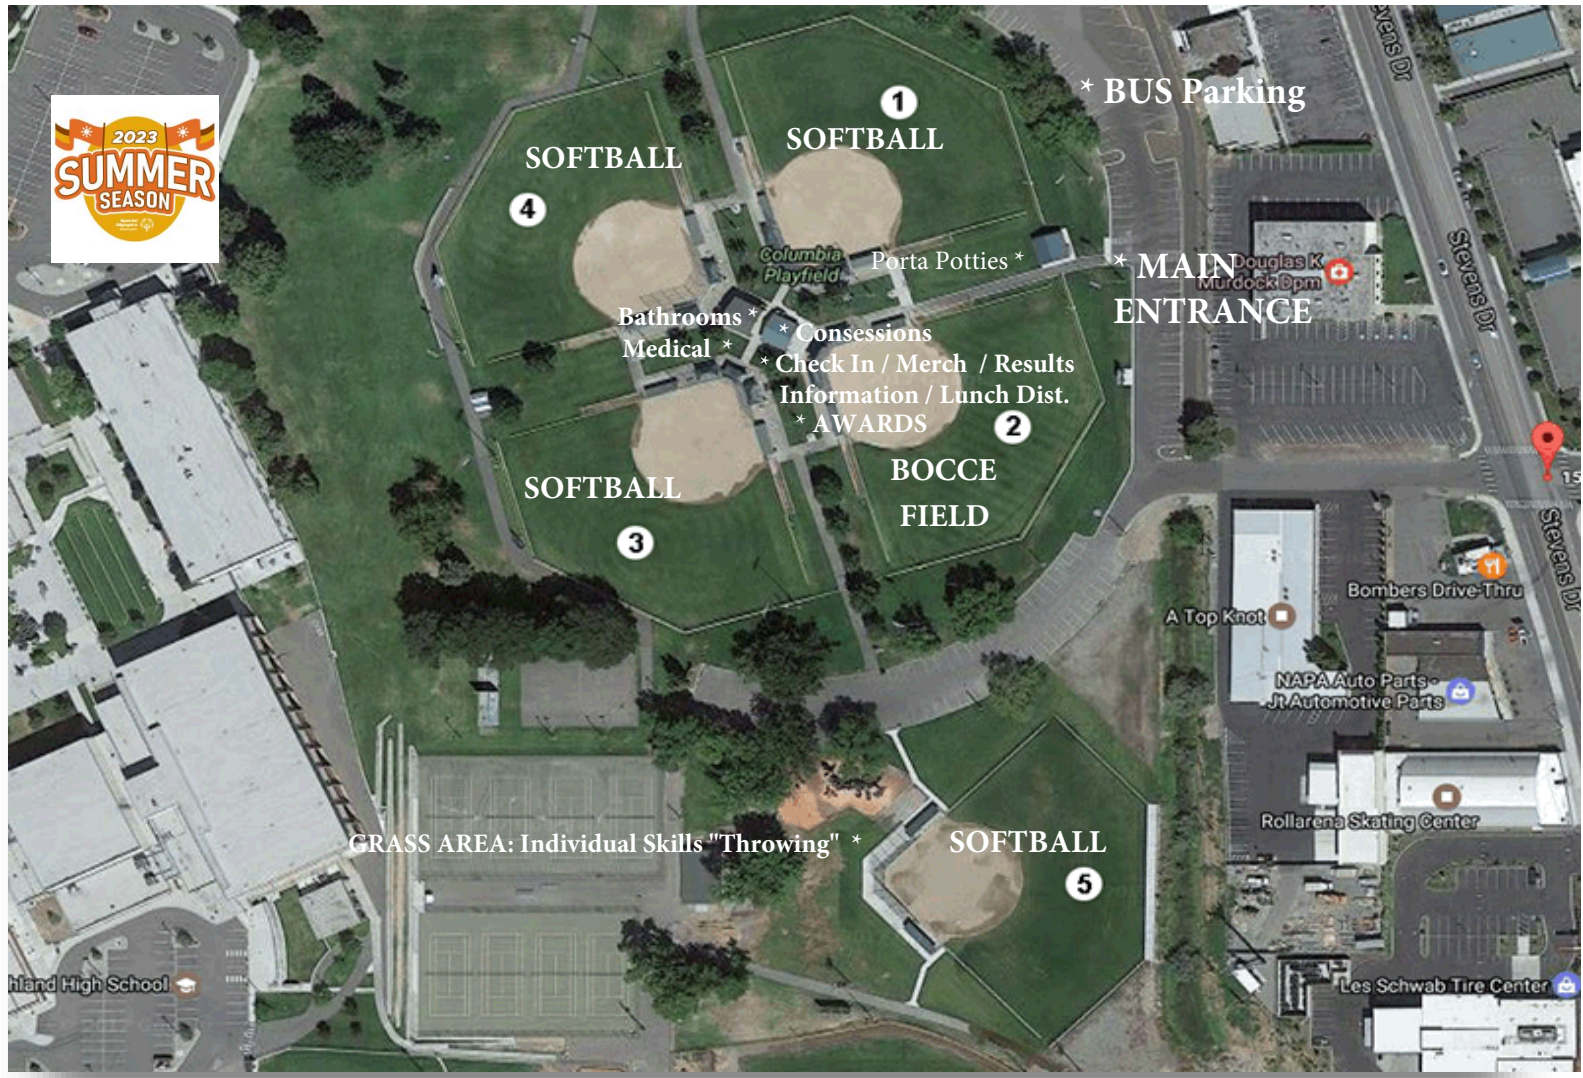 2023
SUMMER
SEASON
Stevens Dr
* BUS Parking
1
SOFTBALL
SOFTBALL
4
Columbia
Playfield
Porta Potties *
* MAIN
ENTRANCE
Douglas K
Murdock Dpm
Stevens Dr
Bathrooms *
Medical *
* Consessions
* Check In / Merch / Results
Information / Lunch Dist.
* AWARDS
2
BOCCE
FIELD
SOFTBALL
3
15
Stevens Dr
Bombers Drive-Thru
A Top Knot
NAPA Auto Parts -
Jt Automotive Parts
Rollarena Skating Center
GRASS AREA: Individual Skills "Throwing" *
SOFTBALL
5
hland High School
Les Schwab Tire Center